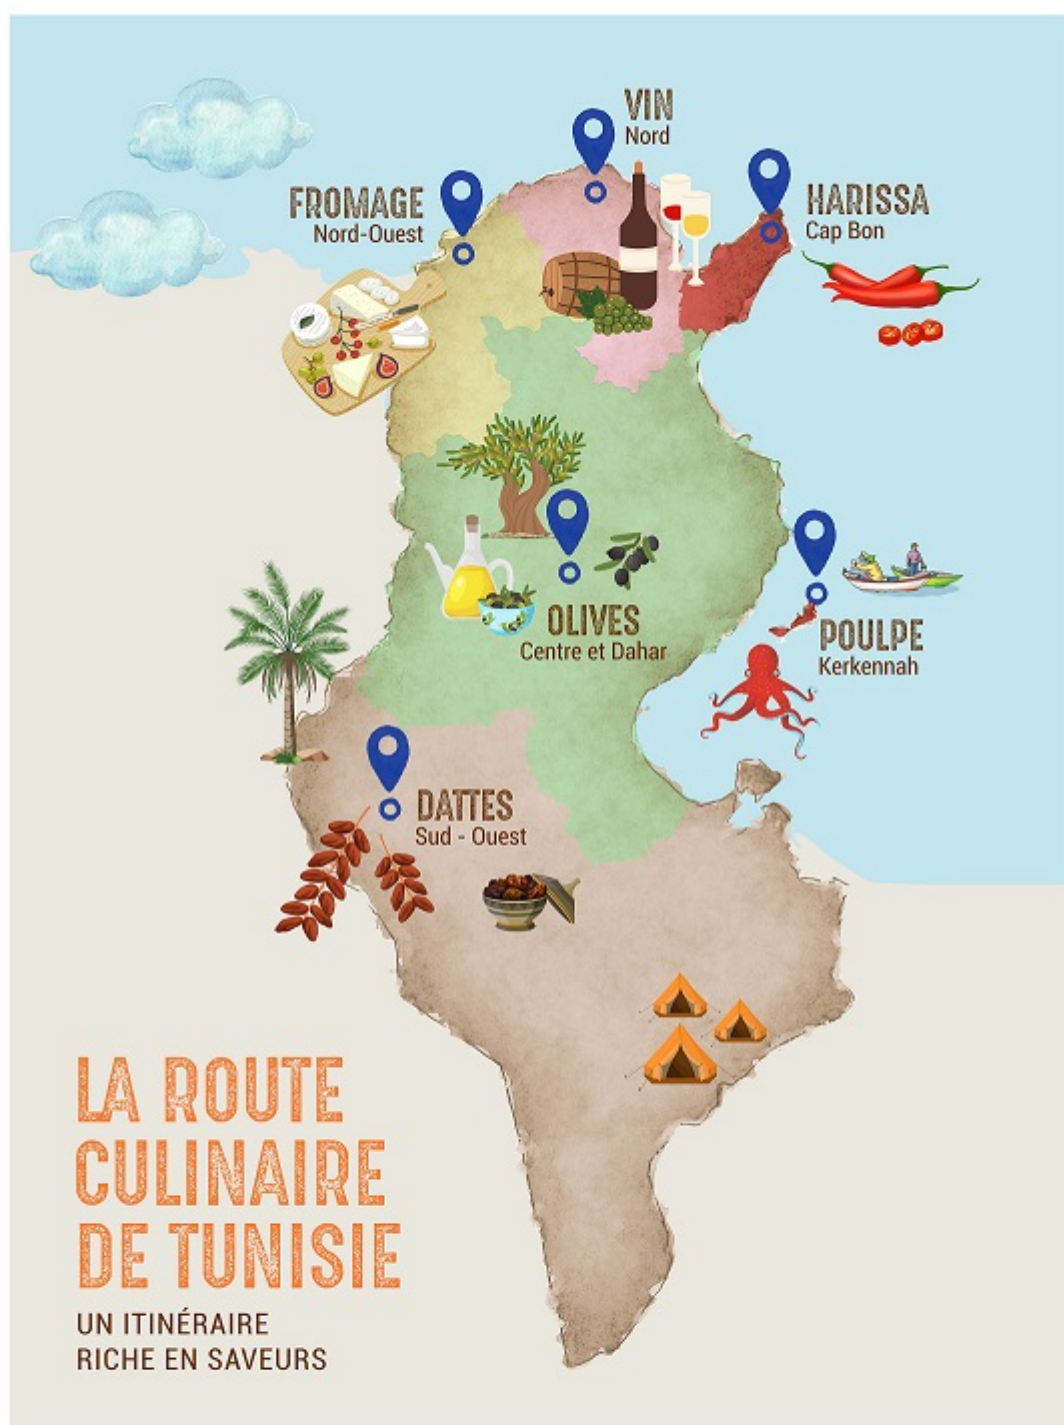 VIN
Nord
FROMAGE
Nord-Ouest
HARISSA
Cap Bon
OLIVES
Centre et Dahar
POULPE
Kerkennah
DATTES
Sud - Ouest
LA ROUTE
CULINAIRE
DE TUNISIE
UN ITINÉRAIRE
RICHE EN SAVEURS